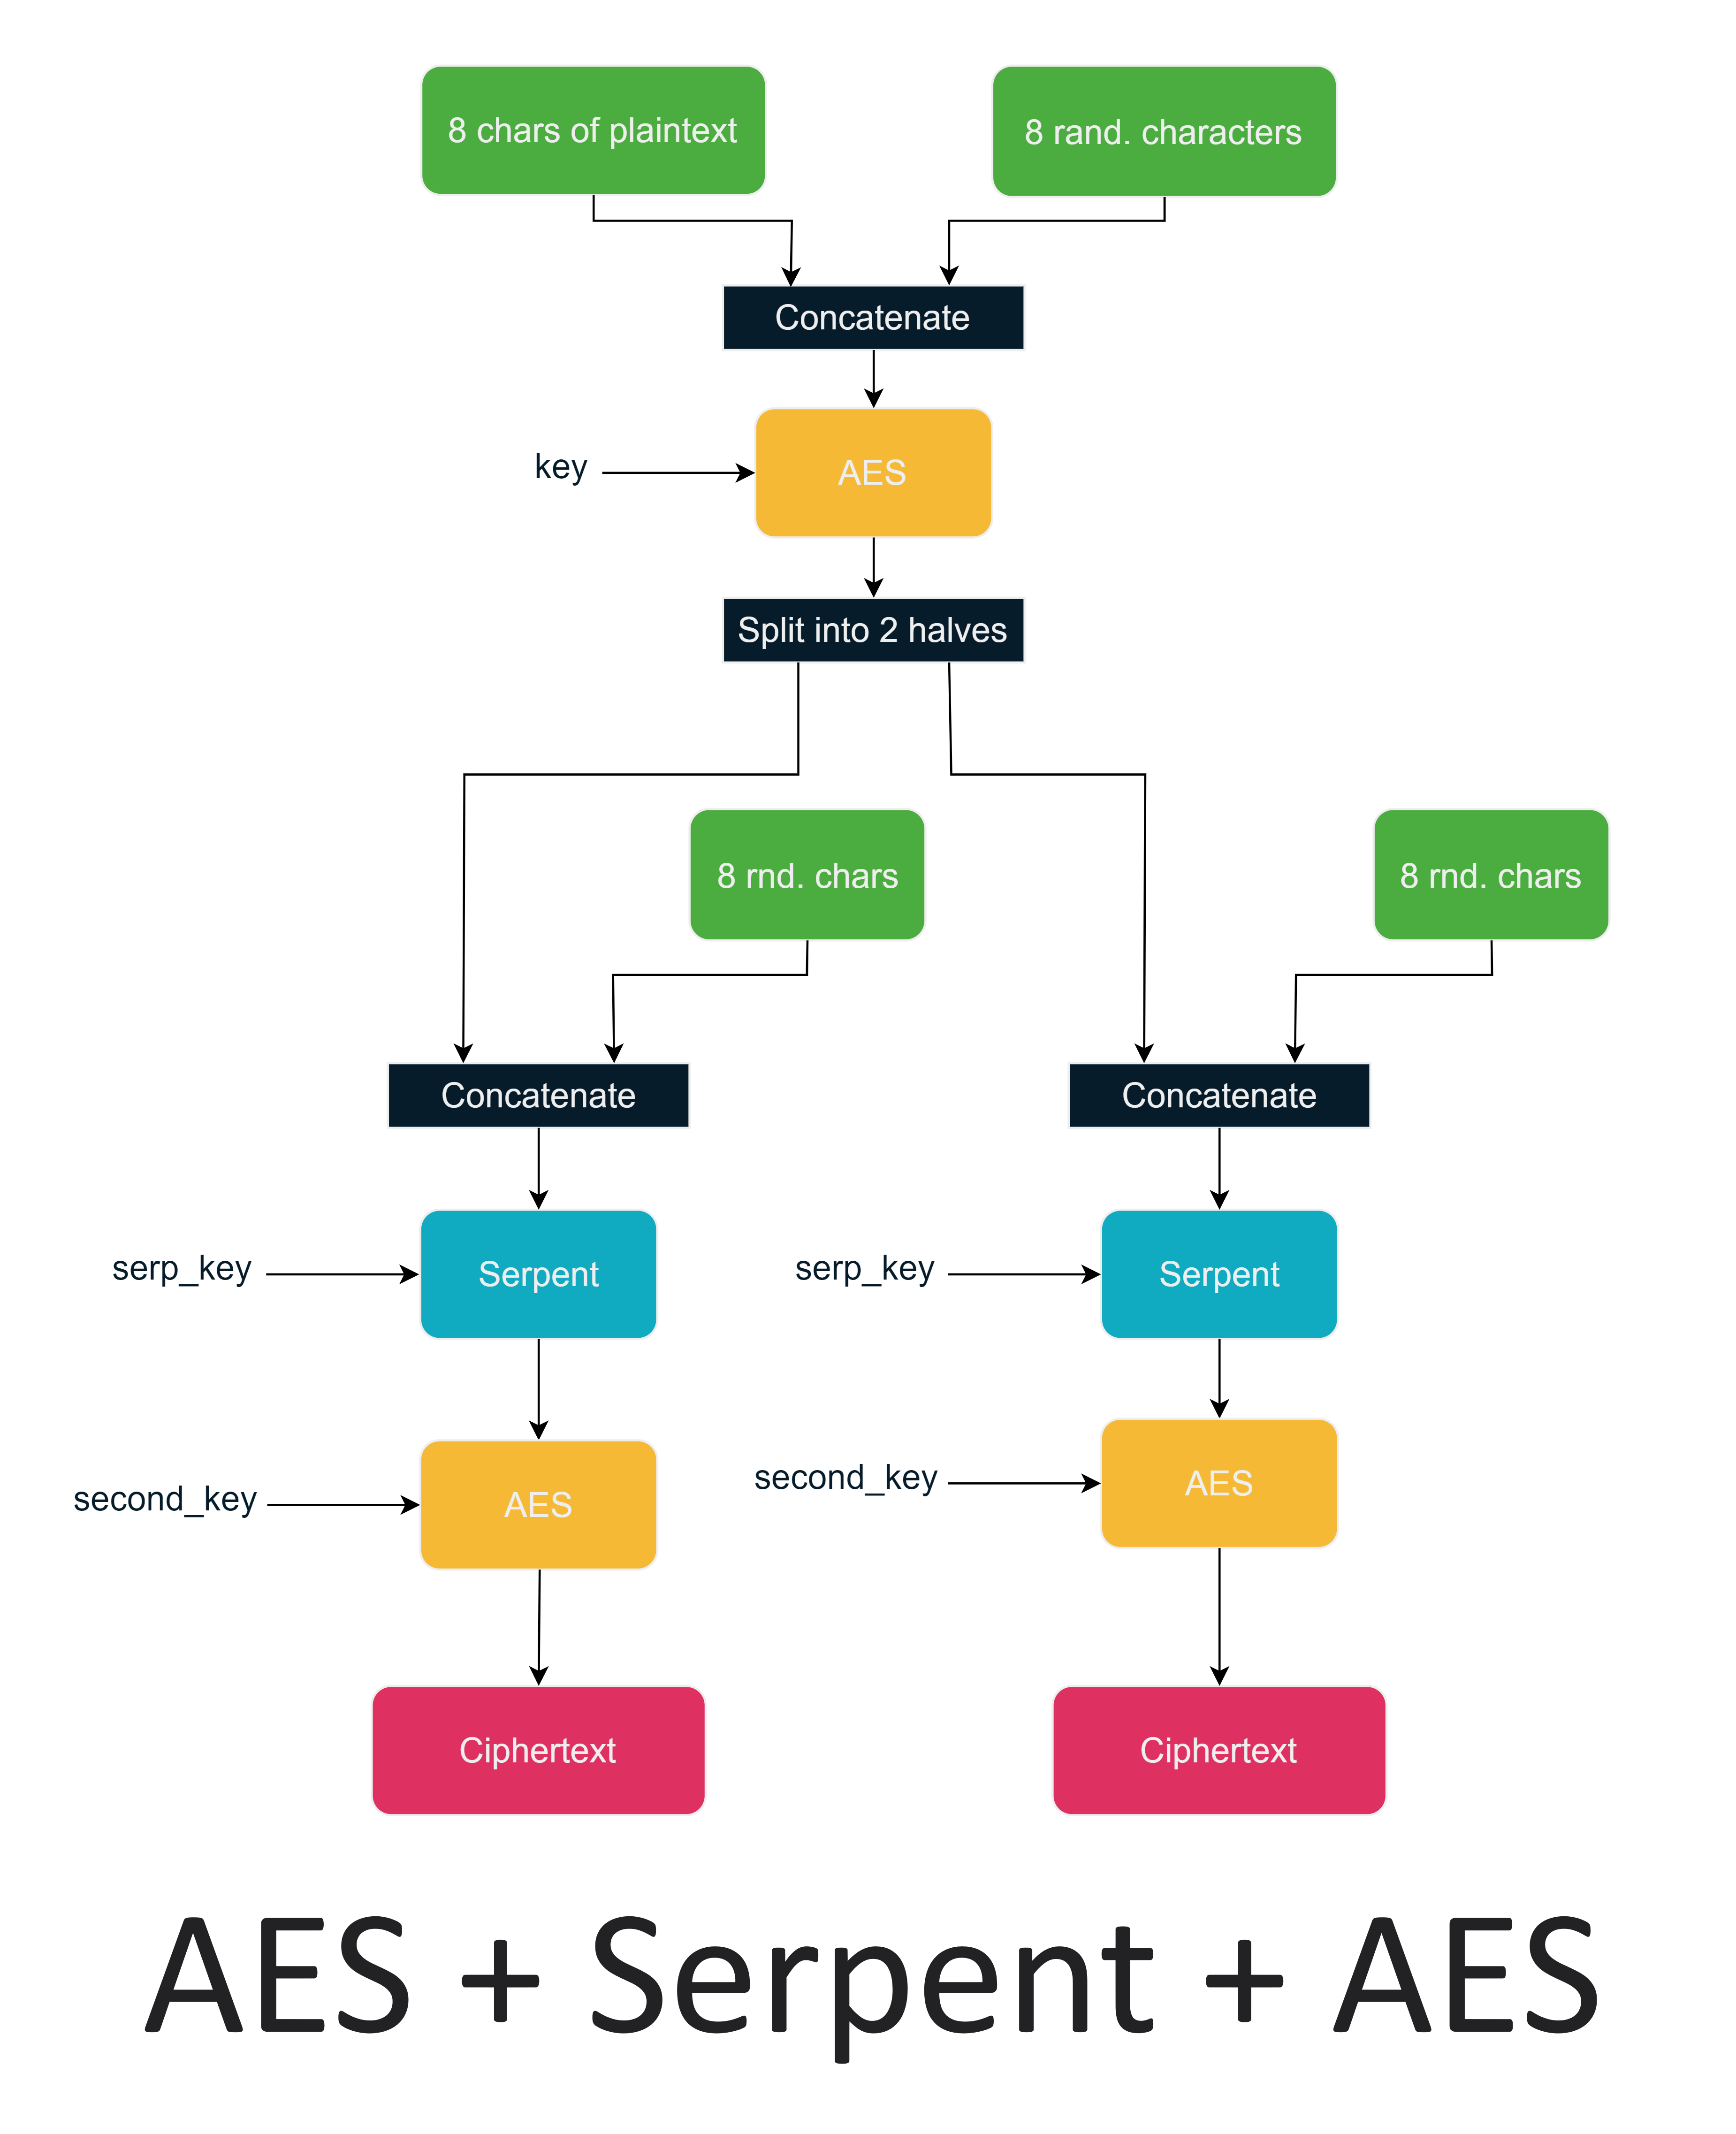 8 chars of plaintext
8 rand. characters
Concatenate
key
AES
Split into 2 halves
8 rnd. chars
8 rnd. chars
Concatenate
Concatenate
serp_key
Serpent
serp_key
Serpent
second_key
AES
second_key
AES
Ciphertext
Ciphertext
AES + Serpent + AES